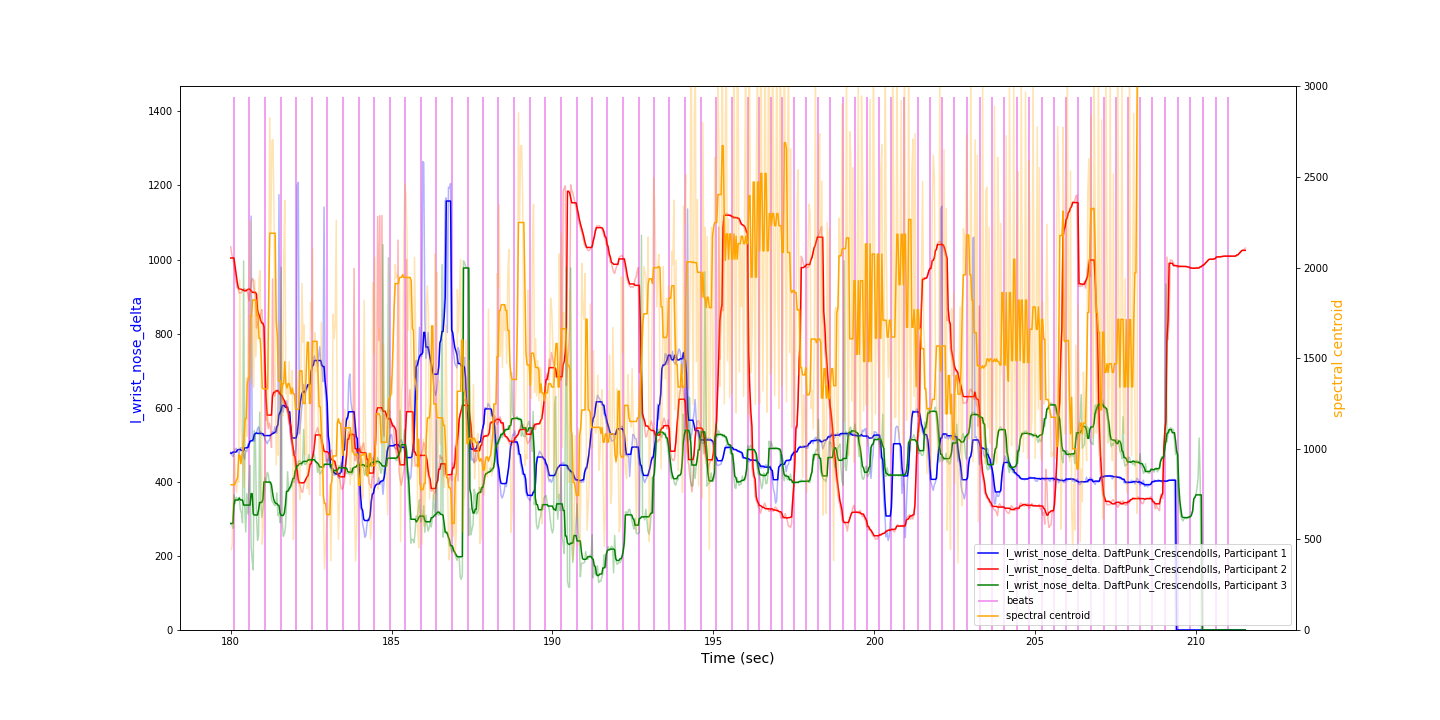 1400
1200
1000
800
600
400
200
0
l_wrist_nose_delta
3000
2500
2000
1500
1000
500
0
spectral centroid
l_wrist_nose_delta. DaftPunk_Crescendolls, Participant 1
l_wrist_nose_delta. DaftPunk_Crescendolls, Participant 2
l_wrist_nose_delta. DaftPunk_Crescendolls, Participant 3
beats
spectral centroid
180 185 190 195 200 205 210
Time (sec)